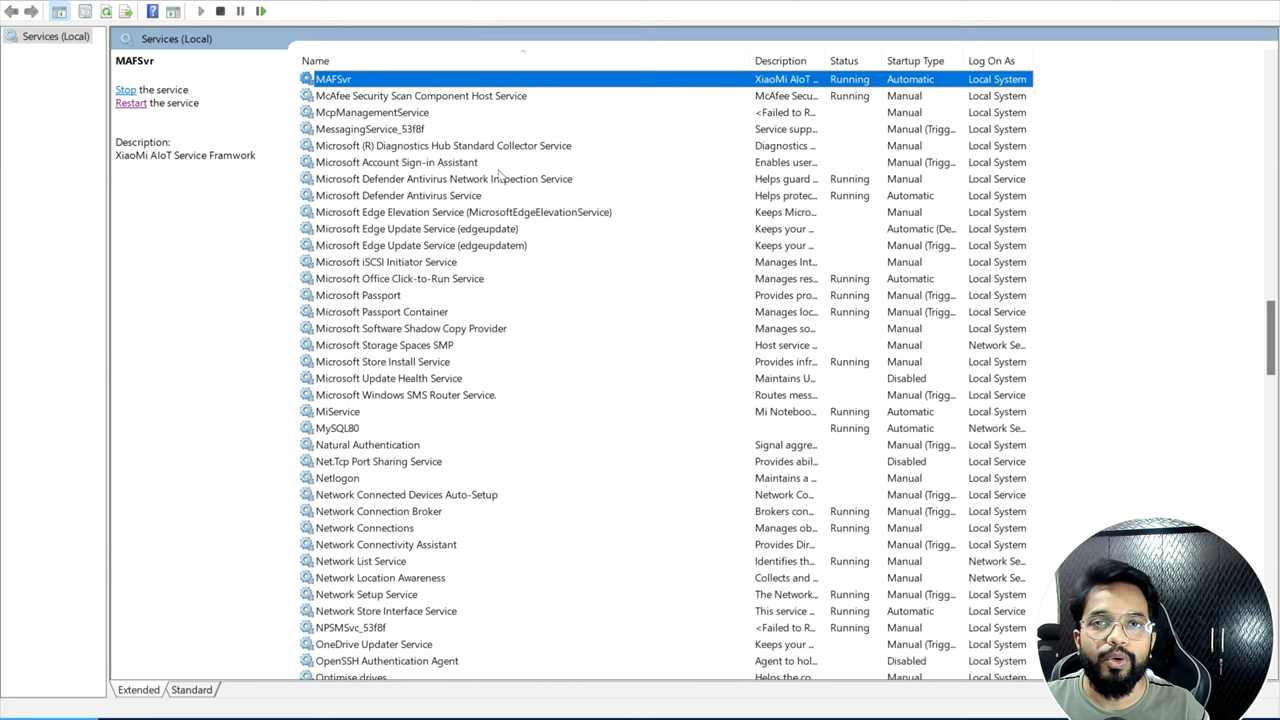 Services (Local)
Services (Local)
MAFSvr
Stop the service
Restart the service
Description:
XiaoMi AIoT Service Framwork
Name Description Status Startup Type Log On As
MAFSvr XiaoMi AIoT ... Running Automatic Local System
McAfee Security Scan Component Host Service McAfee Secu... Running Manual Local System
McpManagementService <Failed to R... Manual Local System
MessagingService_53f8f Service supp... Manual (Trigg... Local System
Microsoft (R) Diagnostics Hub Standard Collector Service Diagnostics ... Manual Local System
Microsoft Account Sign-in Assistant Enables user... Manual (Trigg... Local System
Microsoft Defender Antivirus Network Inspection Service Helps guard ... Running Manual Local Service
Microsoft Defender Antivirus Service Helps protec... Running Automatic Local System
Microsoft Edge Elevation Service (MicrosoftEdgeElevationService) Keeps Micro... Manual Local System
Microsoft Edge Update Service (edgeupdate) Keeps your ... Automatic (De... Local System
Microsoft Edge Update Service (edgeupdatem) Keeps your ... Manual (Trigg... Local System
Microsoft iSCSI Initiator Service Manages Int... Manual Local System
Microsoft Office Click-to-Run Service Manages res... Running Automatic Local System
Microsoft Passport Provides pro... Running Manual (Trigg... Local System
Microsoft Passport Container Manages loc... Running Manual (Trigg... Local Service
Microsoft Software Shadow Copy Provider Manages so... Manual Local System
Microsoft Storage Spaces SMP Host service ... Manual Network Se...
Microsoft Store Install Service Provides infr... Running Manual Local System
Microsoft Update Health Service Maintains U... Disabled Local System
Microsoft Windows SMS Router Service. Routes mess... Manual (Trigg... Local Service
MiService Mi Noteboo... Running Automatic Local System
MySQL80 Running Automatic Network Se...
Natural Authentication Signal aggre... Manual (Trigg... Local System
Net.Tcp Port Sharing Service Provides abil... Disabled Local Service
Netlogon Maintains a ... Manual Local System
Network Connected Devices Auto-Setup Network Co... Manual (Trigg... Local Service
Network Connection Broker Brokers con... Running Manual (Trigg... Local System
Network Connections Manages ob... Running Manual Local System
Network Connectivity Assistant Provides Dir... Manual (Trigg... Local System
Network List Service Identifies th... Running Manual Network Se...
Network Location Awareness Collects and ... Manual Network Se...
Network Setup Service The Network... Running Manual (Trigg... Local System
Network Store Interface Service This service ... Running Automatic Local Service
NPSMSvc_53f8f <Failed to R... Running Manual Local System
OneDrive Updater Service Keeps your ... Manual (Trigg... Local System
OpenSSH Authentication Agent Agent to hol... Disabled Local System
Optimise drives Helps the co... Manual Local System
Extended Standard